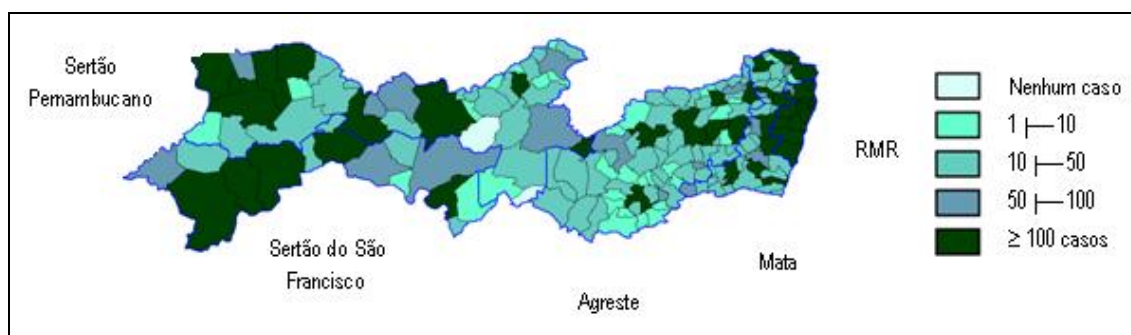 Sertão
Pernambucano
Sertão do São
Francisco
Agreste
Mata
RMR
Nenhum caso
1 ⊢ 10
10 ⊢ 50
50 ⊢ 100
≥ 100 casos